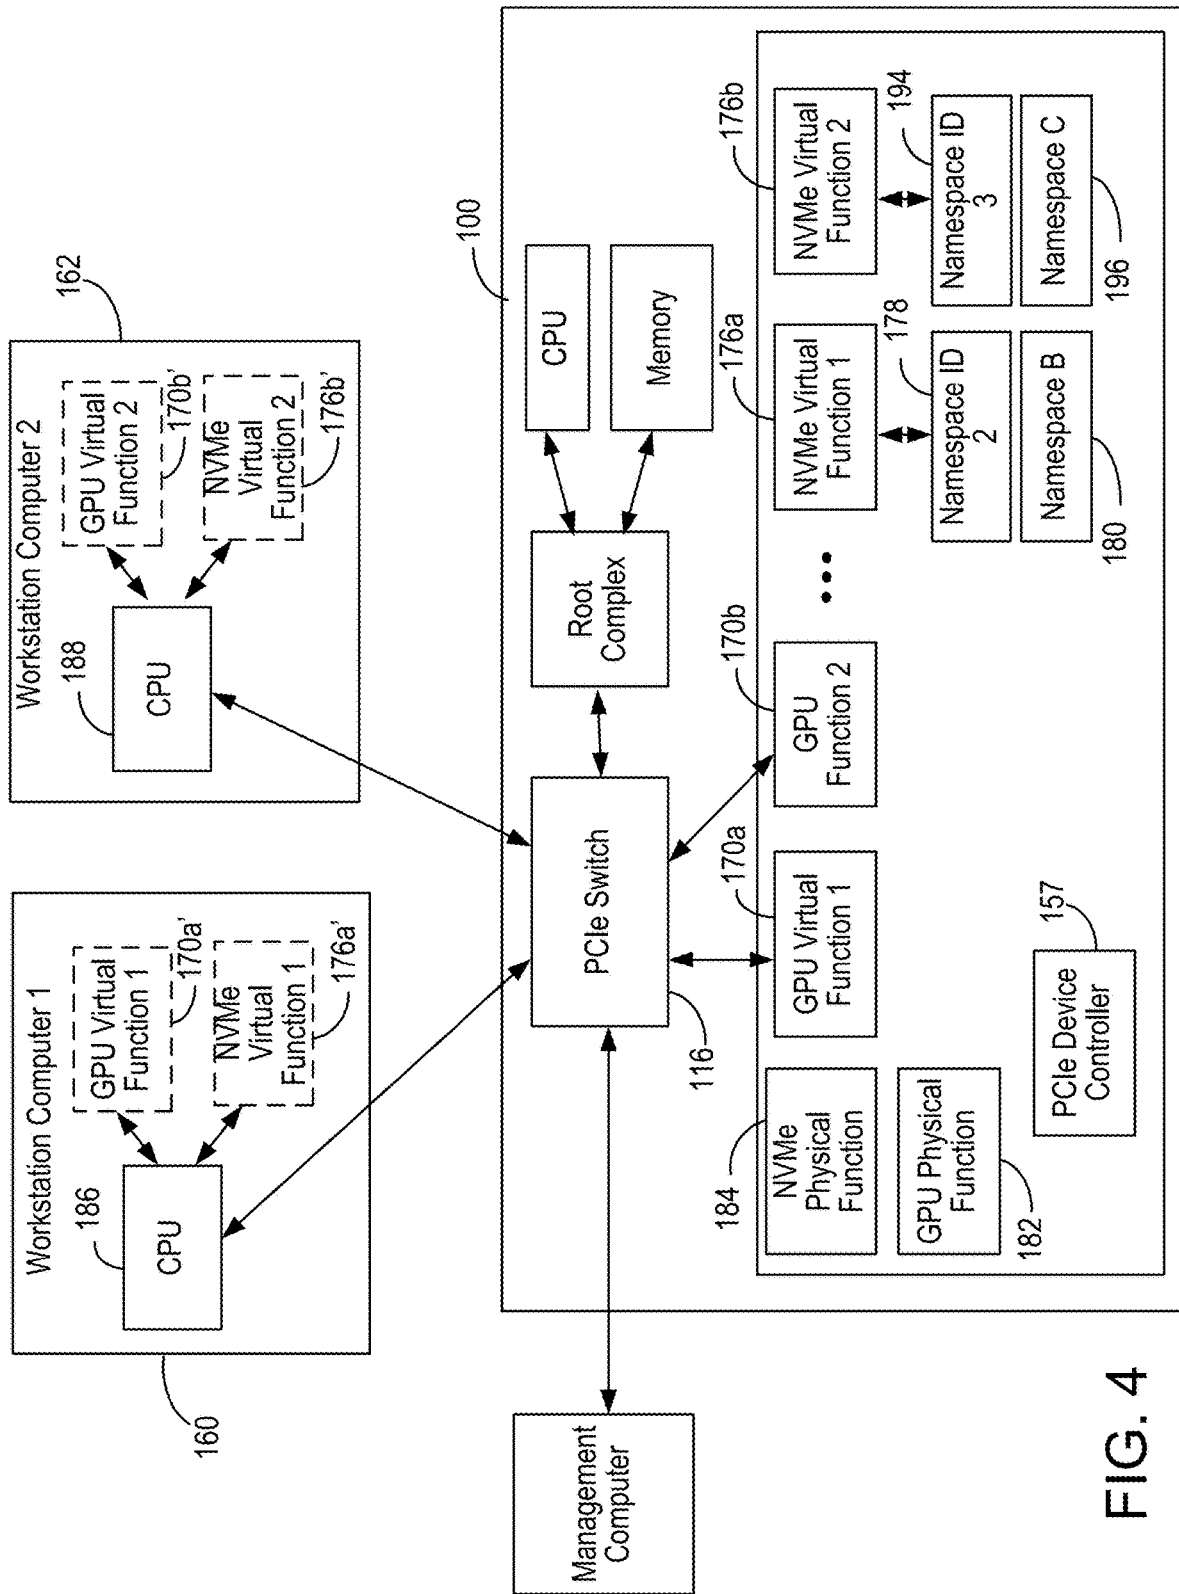 Workstation Computer 1
186
CPU
GPU Virtual
Function 1
170a’
NVMe
Virtual
Function 1
176a’
160
Workstation Computer 2
162
188
CPU
GPU Virtual
Function 2
170b’
NVMe
Virtual
Function 2
176b’
Management
Computer
100
PCIe Switch
116
Root
Complex
CPU
Memory
184
NVMe
Physical
Function
GPU Physical
Function
182
PCIe Device
Controller
157
GPU Virtual
Function 1
170a
GPU
Function 2
170b
NVMe Virtual
Function 1
176a
Namespace ID
2
178
Namespace B
180
NVMe Virtual
Function 2
176b
Namespace ID
3
194
Namespace C
196
FIG. 4